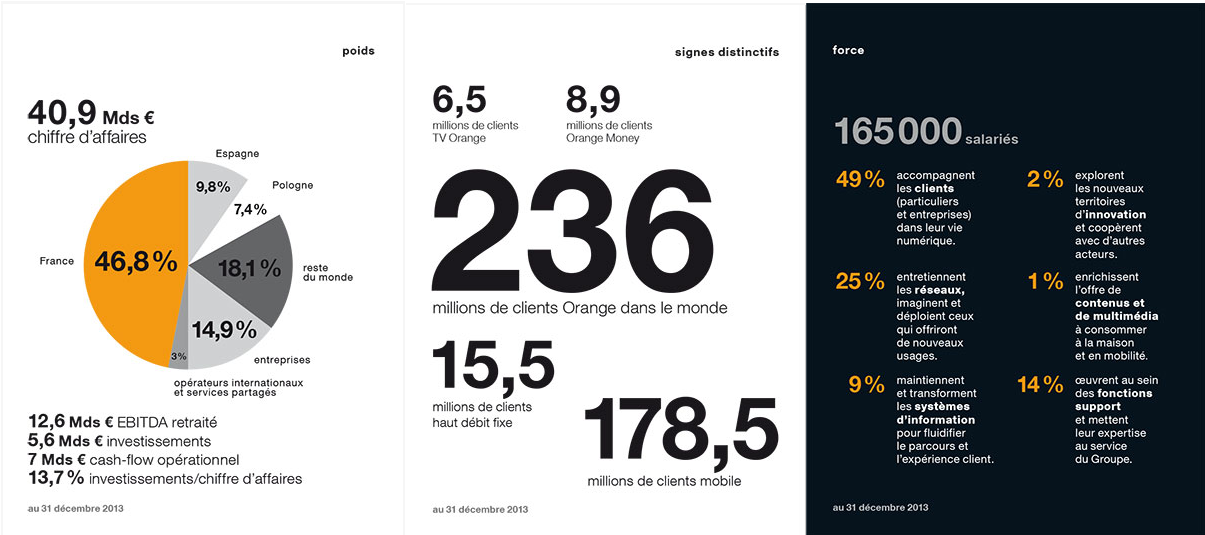 poids
40,9 Mds €
chiffre d'affaires
Espagne
9,8 %
Pologne
7,4 %
France
46,8 %
18,1 %
reste
du monde
14,9 %
entreprises
3%
opérateurs internationaux
et services partagés
12,6 Mds € EBITDA retraité
5,6 Mds € investissements
7 Mds € cash-flow opérationnel
13,7 % investissements/chiffre d'affaires
au 31 décembre 2013
signes distinctifs
6,5
millions de clients
TV Orange
8,9
millions de clients
Orange Money
236
millions de clients Orange dans le monde
15,5
millions de clients
haut débit fixe
178,5
millions de clients mobile
au 31 décembre 2013
force
165 000 salariés
49 %
accompagnent
les clients
(particuliers
et entreprises)
dans leur vie
numérique.
2 %
explorent
les nouveaux
territoires
d'innovation
et coopèrent
avec d'autres
acteurs.
25 %
entretiennent
les réseaux,
imaginent et
déploient ceux
qui offriront
de nouveaux
usages.
1 %
enrichissent
l'offre de
contenus et
de multimédia
à consommer
à la maison
et en mobilité.
9 %
maintiennent
et transforment
les systèmes
d'information
pour fluidifier
le parcours et
l'expérience client.
14 %
œuvrent au sein
des fonctions
support
et mettent
leur expertise
au service
du Groupe.
au 31 décembre 2013